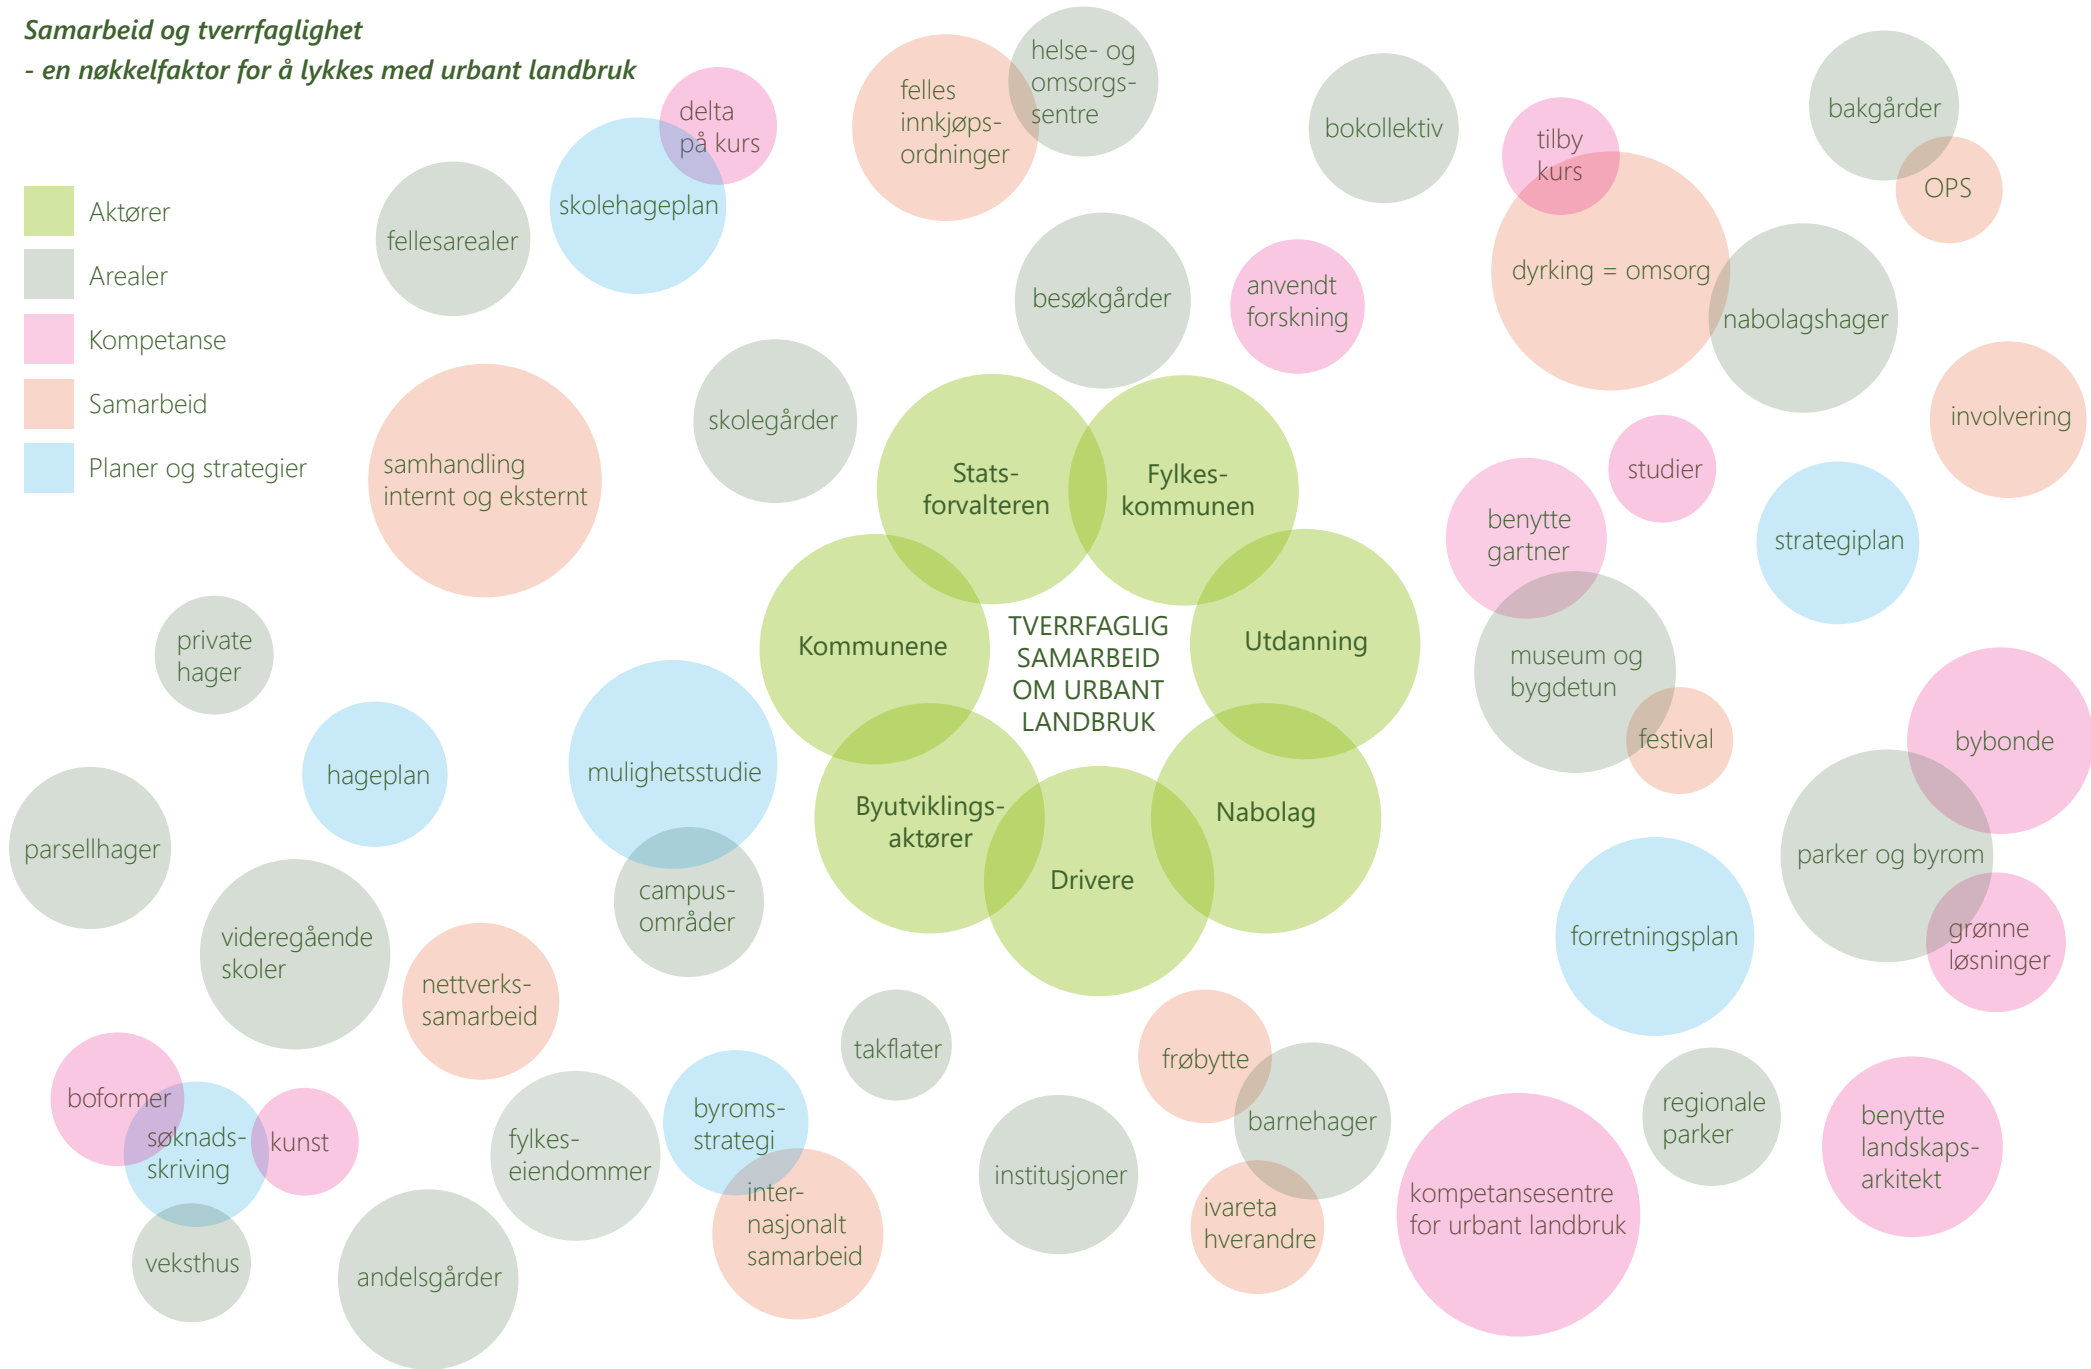 Samarbeid og tverrfaglighet
- en nøkkelfaktor for å lykkes med urbant landbruk
Aktører
Arealer
Kompetanse
Samarbeid
Planer og strategier
delta
på kurs
skolehageplan
fellesarealer
felles
innkjøps-
ordninger
helse- og
omsorgs-
sentre
bokollektiv
tilby
kurs
bakgårder
OPS
dyrking = omsorg
nabolagshager
besøkgårder
anvendt
forskning
skolegårder
samhandling
internt og eksternt
involvering
studier
benytte
gartner
strategiplan
museum og
bygdetun
festival
Stats-
forvalteren
Fylkes-
kommunen
Kommunene
Utdanning
TVERRFAGLIG
SAMARBEID
OM URBANT
LANDBRUK
Byutviklings-
aktører
Nabolag
Drivere
private
hager
hageplan
mulighetsstudie
campus-
områder
parsellhager
videregående
skoler
nettverks-
samarbeid
bybonde
parker og byrom
grønne
løsninger
forretningsplan
boformer
søknads-
skriving
kunst
veksthus
andelsgårder
fylkes-
eiendommer
byroms-
strategi
inter-
nasjonalt
samarbeid
takflater
institusjoner
frøbytte
barnehager
ivareta
hverandre
kompetansesentre
for urbant landbruk
regionale
parker
benytte
landskaps-
arkitekt